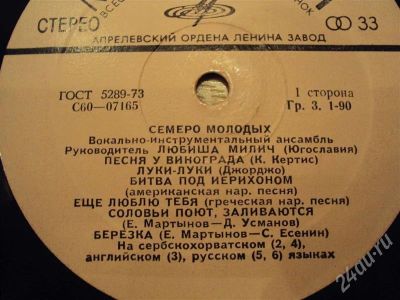 СТЕРЕО
33
АПРЕЛЕВСКИЙ ОРДЕНА ЛЕНИНА ЗАВОД
ГОСТ 5289-73
С60—07165
1 сторона
Гр. 3. 1-90
СЕМЕРО МОЛОДЫХ
Вокально-инструментальный ансамбль
Руководитель ЛЮБИША МИЛИЧ (Югославия)
ПЕСНЯ У ВИНОГРАДА (К. Кертис)
ЛУКИ-ЛУКИ (Джорджо)
БИТВА ПОД ИЕРИХОНОМ
(американская нар. песня)
ЕЩЕ ЛЮБЛЮ ТЕБЯ (греческая нар. песня)
СОЛОВЬИ ПОЮТ, ЗАЛИВАЮТСЯ
(Е. Мартынов—Д. Усманов)
БЕРЕЗКА (Е. Мартынов—С. Есенин)
На сербскохорватском (2, 4),
английском (3), русском (5, 6) языках
24au.ru